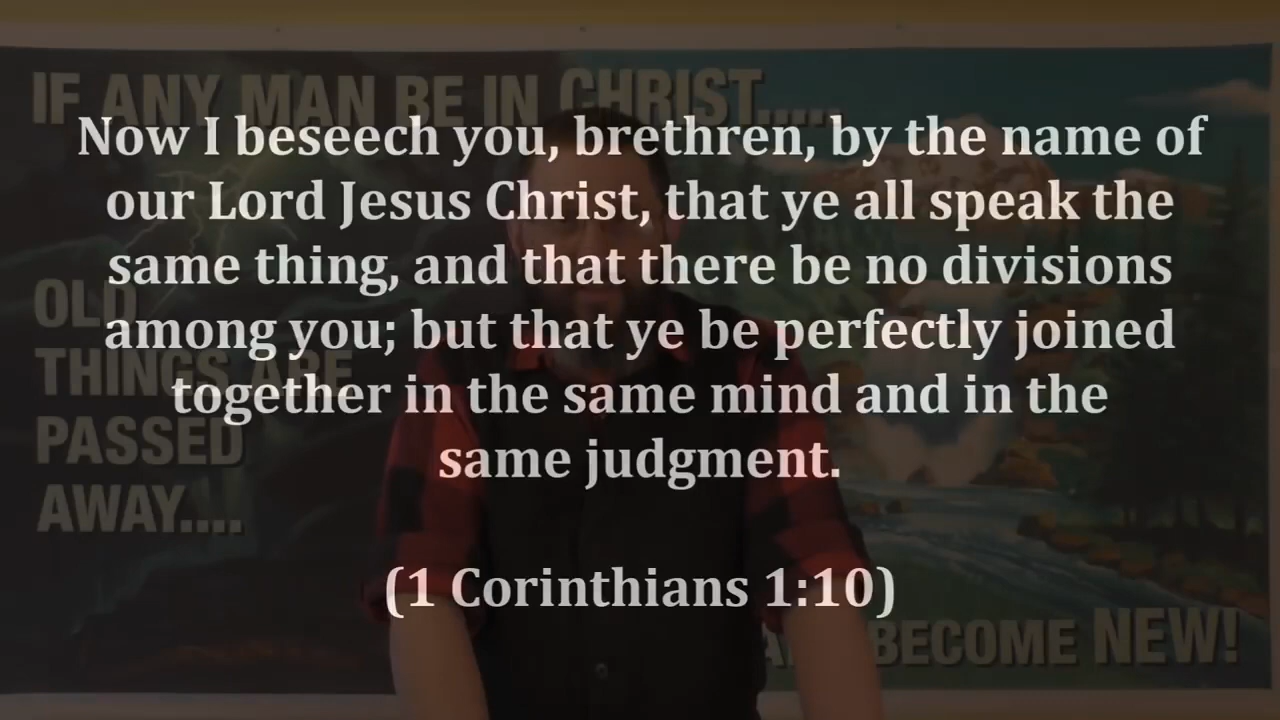 IF ANY MAN BE IN CHRIST.....
Now I beseech you, brethren, by the name of
our Lord Jesus Christ, that ye all speak the
same thing, and that there be no divisions
among you; but that ye be perfectly joined
together in the same mind and in the
same judgment.
(1 Corinthians 1:10)
OLD
THINGS ARE
PASSED
AWAY....
BECOME NEW!